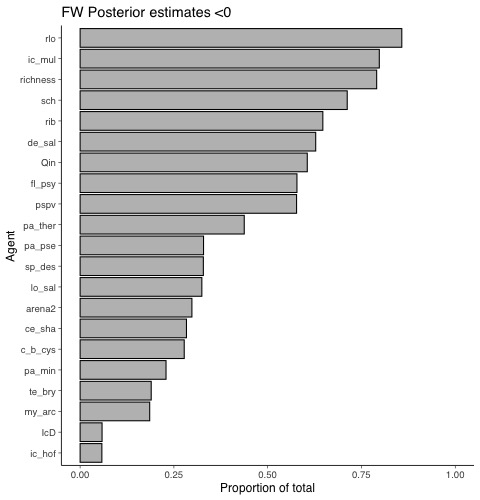 FW Posterior estimates <0
rlo
ic_mul
richness
sch
rib
de_sal
Qin
fl_psy
pspv
pa_ther
pa_pse
sp_des
lo_sal
arena2
ce_sha
c_b_cys
pa_min
te_bry
my_arc
IcD
ic_hof
Agent
0.00 0.25 0.50 0.75 1.00
Proportion of total